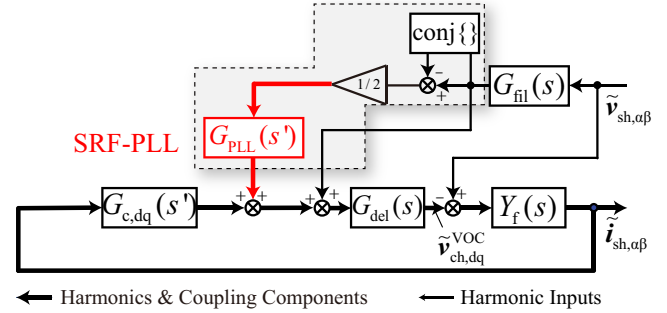 conj{}
1/2
−
+
G_fil(s)
ṽ_sh,αβ
SRF-PLL
G_PLL(s')
+
+
+
+
−
+
G_c,dq(s')
G_del(s)
Y_f(s)
ṽ_ch,dq^VOC
ĩ_sh,αβ
Harmonics & Coupling Components
Harmonic Inputs